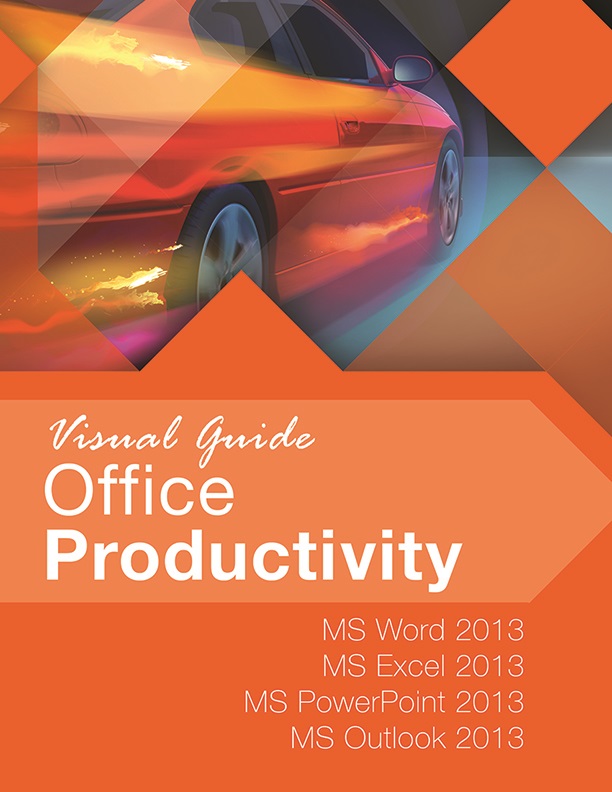 Visual Guide
Office
Productivity
MS Word 2013
MS Excel 2013
MS PowerPoint 2013
MS Outlook 2013